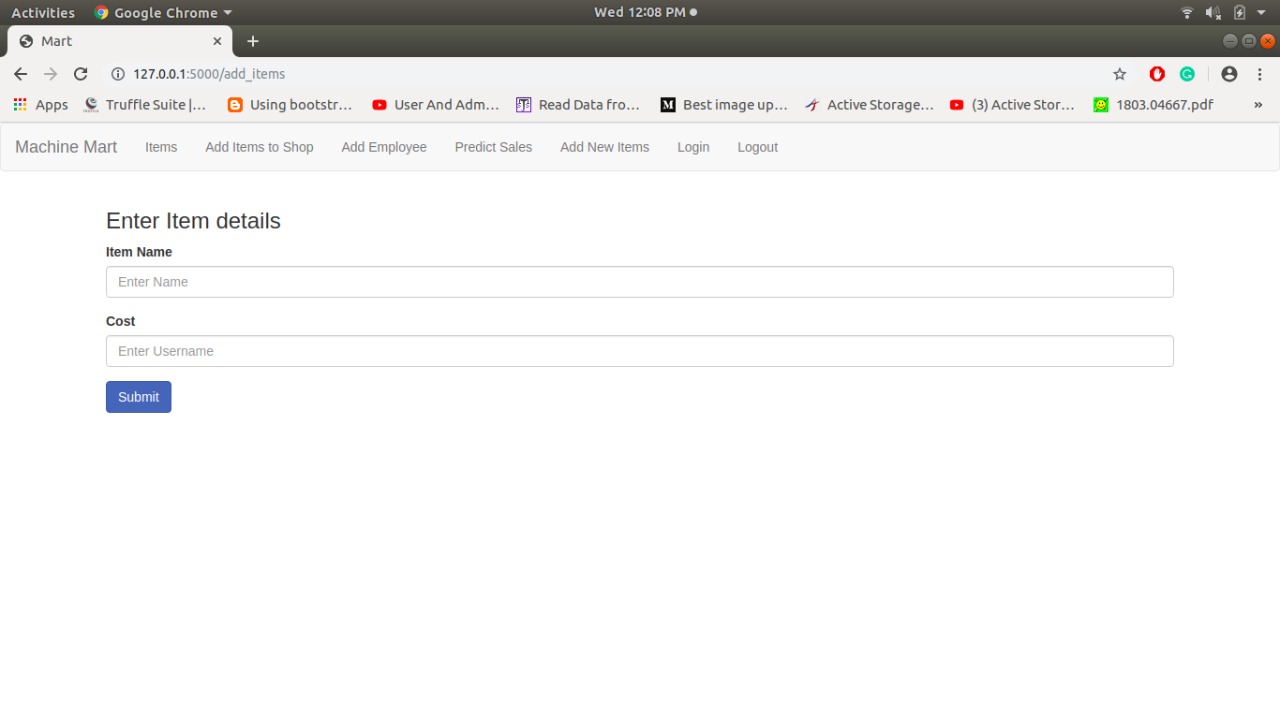 Activities Google Chrome Wed 12:08 PM
Mart
127.0.0.1:5000/add_items
Apps Truffle Suite |... Using bootstr... User And Adm... Read Data fro... Best image up... Active Storage... (3) Active Stor... 1803.04667.pdf »
Machine Mart Items Add Items to Shop Add Employee Predict Sales Add New Items Login Logout
Enter Item details
Item Name
Enter Name
Cost
Enter Username
Submit